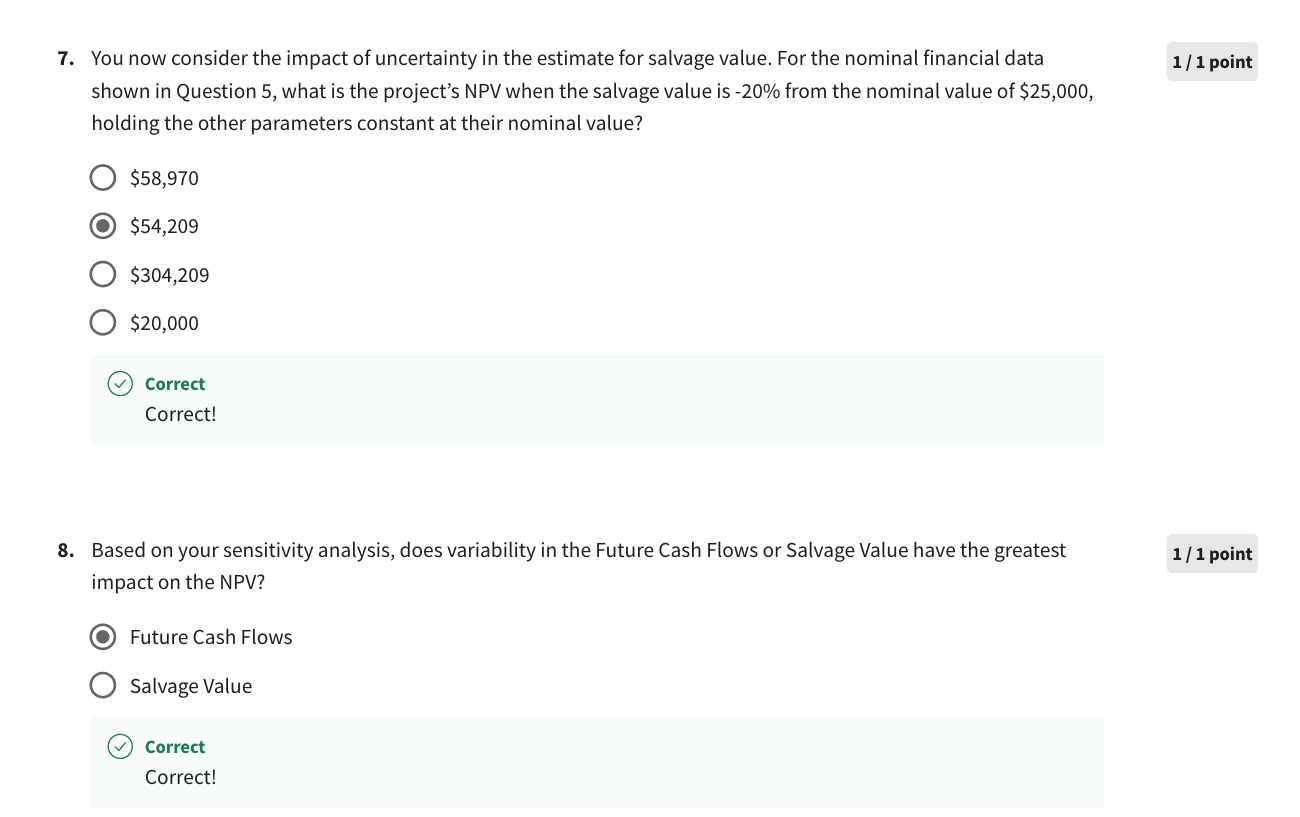 7. You now consider the impact of uncertainty in the estimate for salvage value. For the nominal financial data
1 / 1 point
shown in Question 5, what is the project’s NPV when the salvage value is -20% from the nominal value of $25,000,
holding the other parameters constant at their nominal value?
$58,970
$54,209
$304,209
$20,000
Correct
Correct!
8. Based on your sensitivity analysis, does variability in the Future Cash Flows or Salvage Value have the greatest
1 / 1 point
impact on the NPV?
Future Cash Flows
Salvage Value
Correct
Correct!